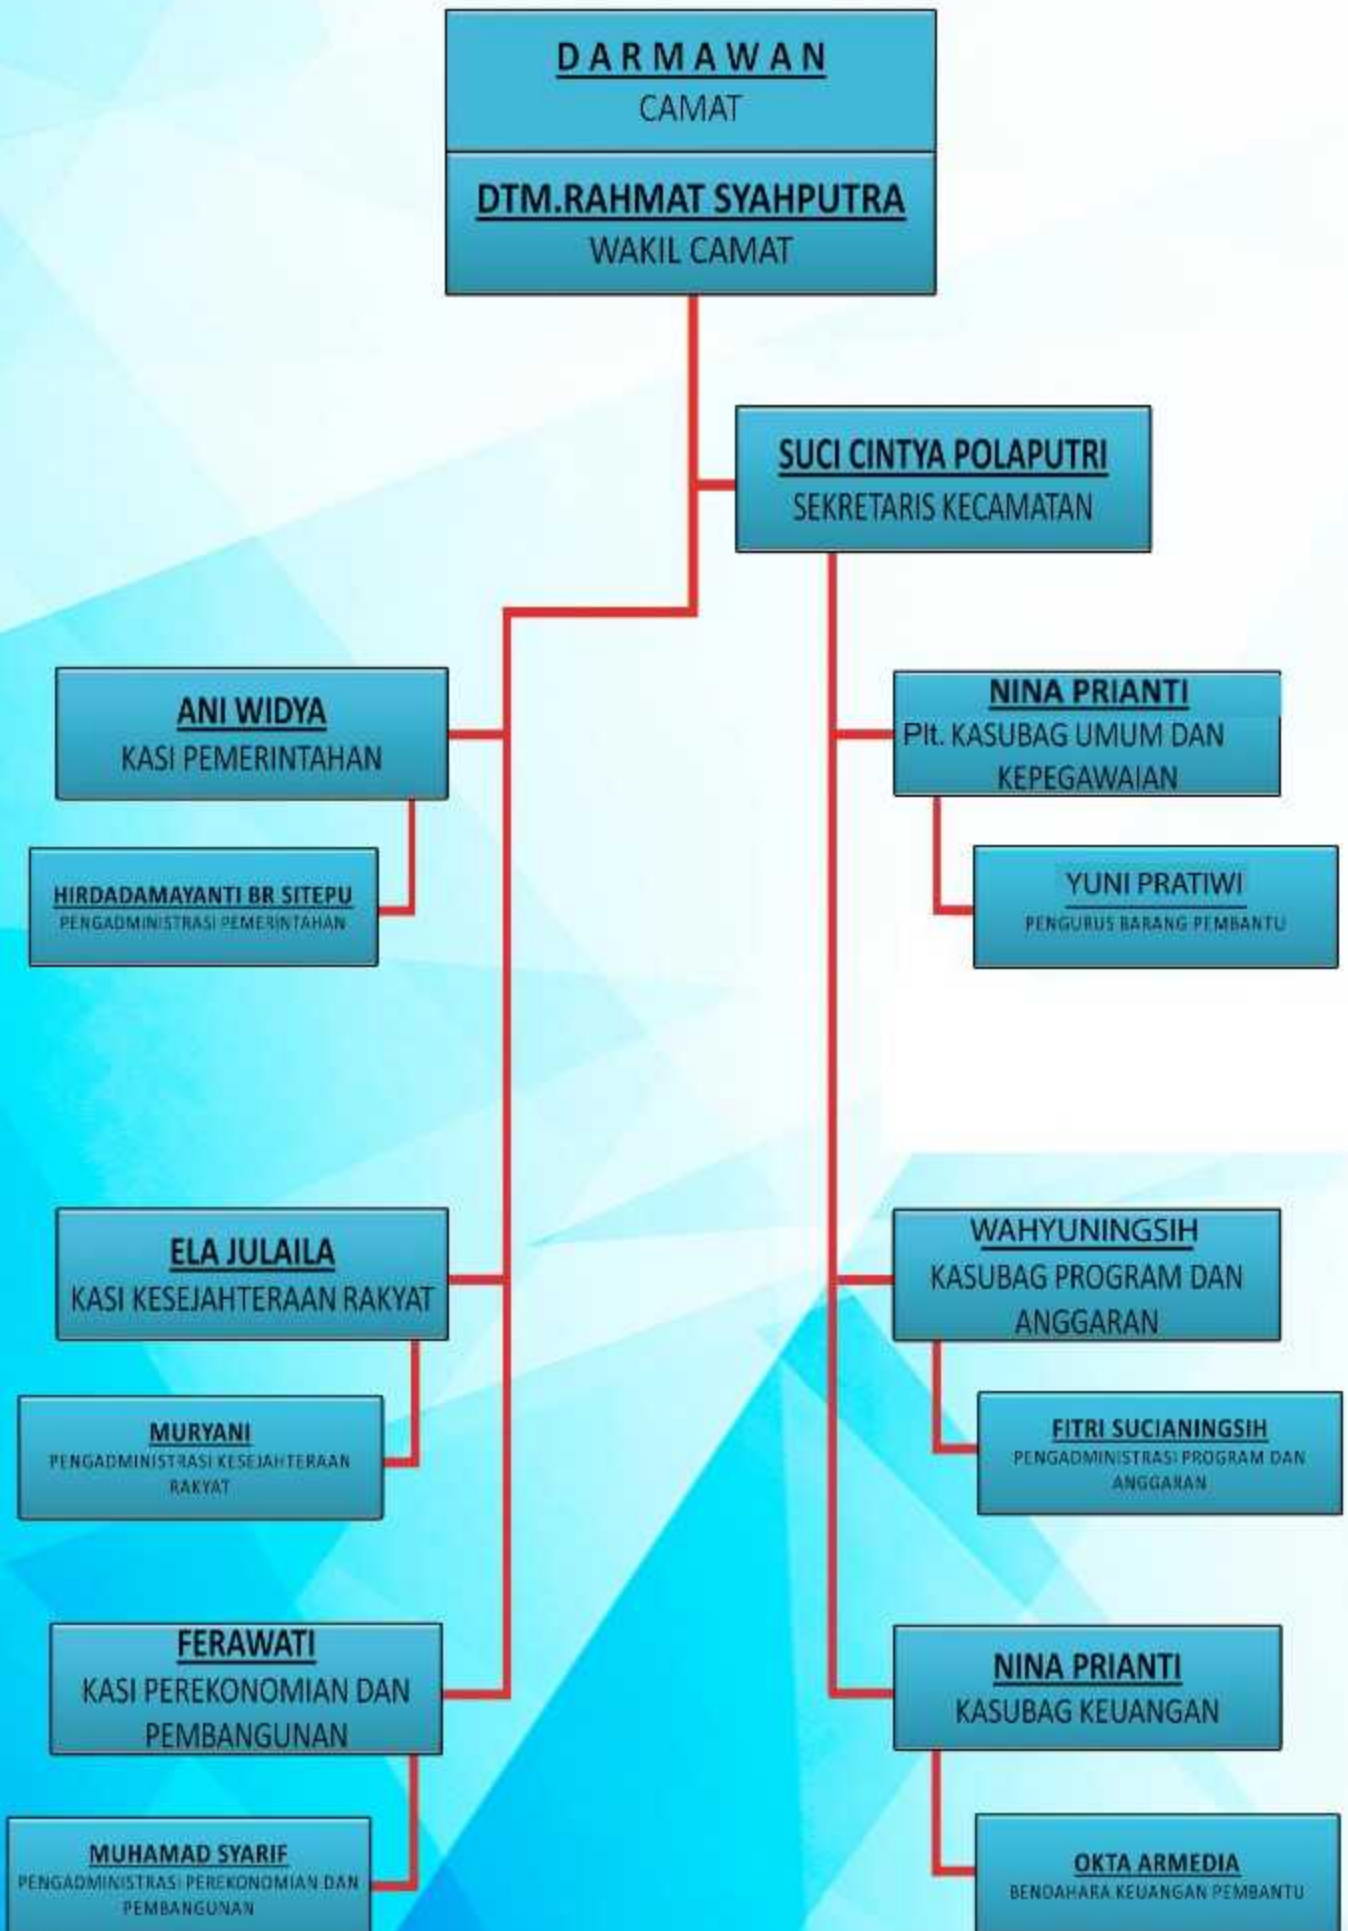 DARMAWAN
CAMAT
DTM.RAHMAT SYAHPUTRA
WAKIL CAMAT
SUCI CINTYA POLAPUTRI
SEKRETARIS KECAMATAN
ANI WIDYA
KASI PEMERINTAHAN
NINA PRIANTI
Plt. KASUBAG UMUM DAN
KEPEGAWAIAN
HIRDADAMAYANTI BR SITEPU
PENGADMINISTRASI PEMERINTAHAN
YUNI PRATIWI
PENGURUS BARANG PEMBANTU
ELA JULAILA
KASI KESEJAHTERAAN RAKYAT
WAHYUNINGSIH
KASUBAG PROGRAM DAN
ANGGARAN
MURYANI
PENGADMINISTRASI KESEJAHTERAAN
RAKYAT
FITRI SUCIANINGSIH
PENGADMINISTRASI PROGRAM DAN
ANGGARAN
FERAWATI
KASI PEREKONOMIAN DAN
PEMBANGUNAN
NINA PRIANTI
KASUBAG KEUANGAN
MUHAMAD SYARIF
PENGADMINISTRASI PEREKONOMIAN DAN
PEMBANGUNAN
OKTA ARMEDIA
BENDAHARA KEUANGAN PEMBANTU